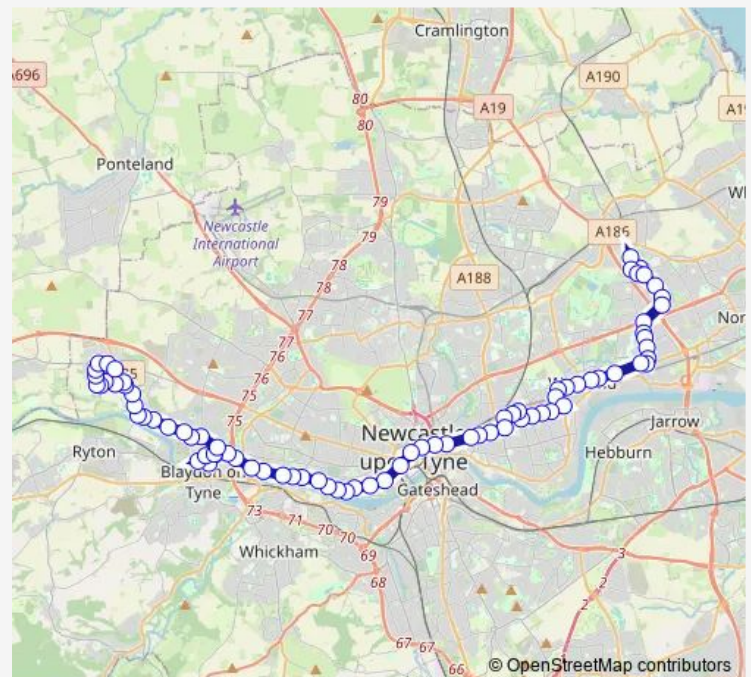 Cramlington
A696
80
80
A19
A190
A19
Ponteland
79
79
Newcastle
International
Airport
A186
78
78
A188
77
77
76
76
75
75
Newcastle
upon Tyne
Jarrow
Ryton
Blaydon on
Tyne
Hebburn
Gateshead
73
71
70
70
69
Whickham
68
3
2
2
1
67
67
66
© OpenStreetMap contributors